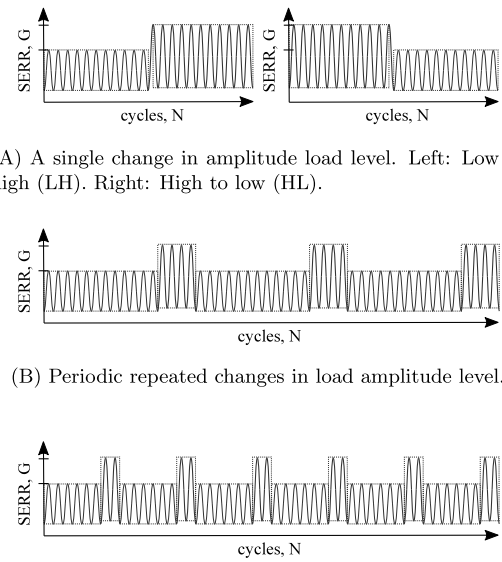 SERR, G
cycles, N
SERR, G
cycles, N
A) A single change in amplitude load level. Left: Low
igh (LH). Right: High to low (HL).
SERR, G
cycles, N
(B) Periodic repeated changes in load amplitude level.
SERR, G
cycles, N